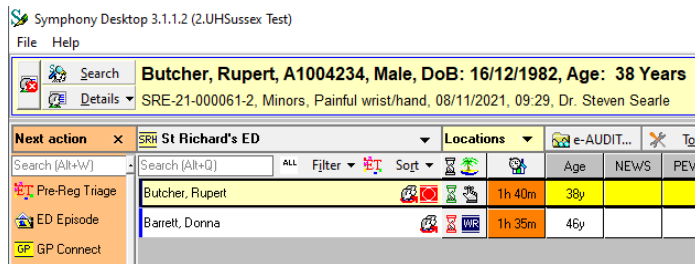 Symphony Desktop 3.1.1.2 (2.UHSussex Test)
File Help
Search Butcher, Rupert, A1004234, Male, DoB: 16/12/1982, Age: 38 Years
Details SRE-21-000061-2, Minors, Painful wrist/hand, 08/11/2021, 09:29, Dr. Steven Searle
Next action × SRH St Richard's ED Locations e-AUDIT... To
Search (Alt+W) Search (Alt+Q) ALL Filter Sort Age NEWS PEW
Pre-Reg Triage Butcher, Rupert 1h 40m 38y
ED Episode Barrett, Donna WR 1h 35m 46y
GP GP Connect